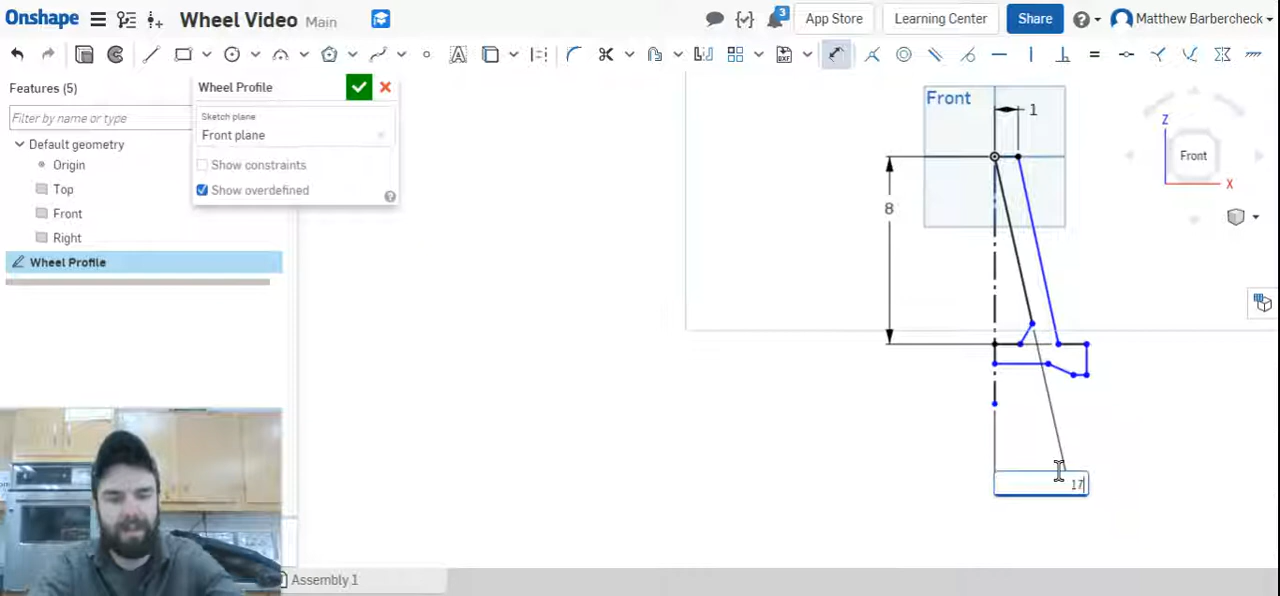 Onshape
Wheel Video Main
3
App Store
Learning Center
Share
Matthew Barbercheck
Features (5)
Filter by name or type
Default geometry
Origin
Top
Front
Right
Wheel Profile
Wheel Profile
Sketch plane
Front plane
Show constraints
Show overdefined
Front
1
8
17
Z
Front
X
Assembly 1